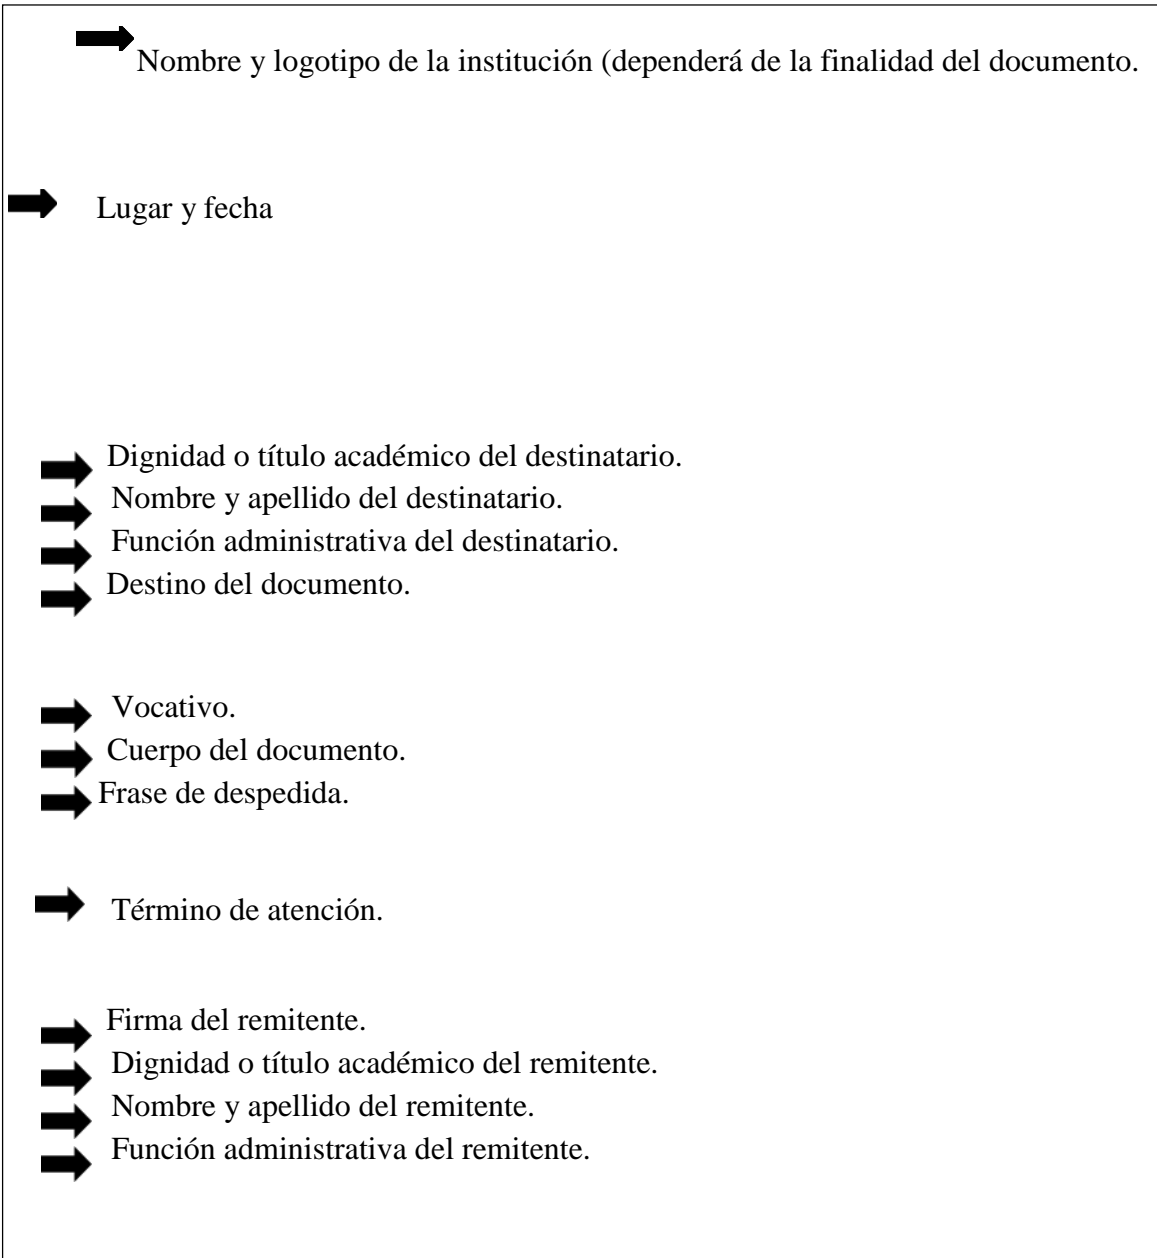 Nombre y logotipo de la institución (dependerá de la finalidad del documento.
Lugar y fecha
Dignidad o título académico del destinatario.
Nombre y apellido del destinatario.
Función administrativa del destinatario.
Destino del documento.
Vocativo.
Cuerpo del documento.
Frase de despedida.
Término de atención.
Firma del remitente.
Dignidad o título académico del remitente.
Nombre y apellido del remitente.
Función administrativa del remitente.